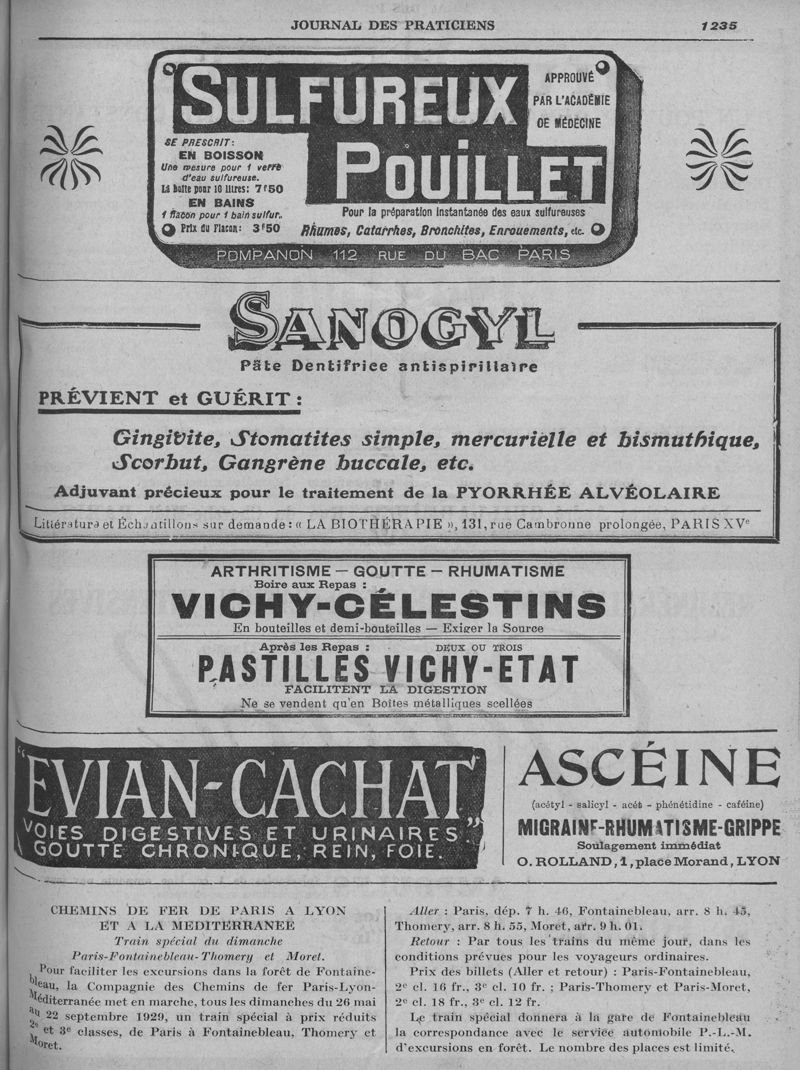 JOURNAL DES PRATICIENS 1235
SULFUREUX
POUILLET
APPROUVÉ
PAR L'ACADÉMIE
DE MÉDECINE
SE PRESCRIT:
EN BOISSON
Une mesure pour 1 verre
d'eau sulfureuse.
La boîte pour 10 litres: 7f50
EN BAINS
1 flacon pour 1 bain sulfur..
Prix du Flacon: 3f50
Pour la préparation instantanée des eaux sulfureuses
Rhumes, Catarrhes, Bronchites, Enrouements, etc.
POMPANON 112 RUE DU BAC PARIS
SANOGYL
Pâte Dentifrice antispirillaire
PRÉVIENT et GUÉRIT :
Gingivite, Stomatites simple, mercurielle et bismuthique,
Scorbut, Gangrène buccale, etc.
Adjuvant précieux pour le traitement de la PYORRHÉE ALVÉOLAIRE
Littérature et Échantillons sur demande: « LA BIOTHÉRAPIE », 131, rue Cambronne prolongée, PARIS XVe
ARTHRITISME — GOUTTE — RHUMATISME
Boire aux Repas :
VICHY-CÉLESTINS
En bouteilles et demi-bouteilles — Exiger la Source
Après les Repas : DEUX OU TROIS
PASTILLES VICHY-ETAT
FACILITENT LA DIGESTION
Ne se vendent qu'en Boîtes métalliques scellées
"EVIAN-CACHAT"
VOIES DIGESTIVES ET URINAIRES
GOUTTE CHRONIQUE, REIN, FOIE.
ASCÉINE
(acétyl - salicyl - acét - phénétidine - caféine)
MIGRAINE-RHUMATISME-GRIPPE
Soulagement immédiat
O. ROLLAND, 1, place Morand, LYON
CHEMINS DE FER DE PARIS A LYON
ET A LA MEDITERRANEE
Train spécial du dimanche
Paris-Fontainebleau-Thomery et Moret.
Pour faciliter les excursions dans la forêt de Fontaine-
bleau, la Compagnie des Chemins de fer Paris-Lyon-
Méditerranée met en marche, tous les dimanches du 26 mai
au 22 septembre 1929, un train spécial à prix réduits
2e et 3e classes, de Paris à Fontainebleau, Thomery et
Moret.
Aller : Paris, dép. 7 h. 46, Fontainebleau, arr. 8 h. 45,
Thomery, arr. 8 h. 55, Moret, arr. 9 h. 01.
Retour : Par tous les trains du même jour, dans les
conditions prévues pour les voyageurs ordinaires.
Prix des billets (Aller et retour) : Paris-Fontainebleau,
2e cl. 16 fr., 3e cl. 10 fr. ; Paris-Thomery et Paris-Moret,
2e cl. 18 fr., 3e cl. 12 fr.
Le train spécial donnera à la gare de Fontainebleau
la correspondance avec le service automobile P.-L.-M.
d'excursions en forêt. Le nombre des places est limité.